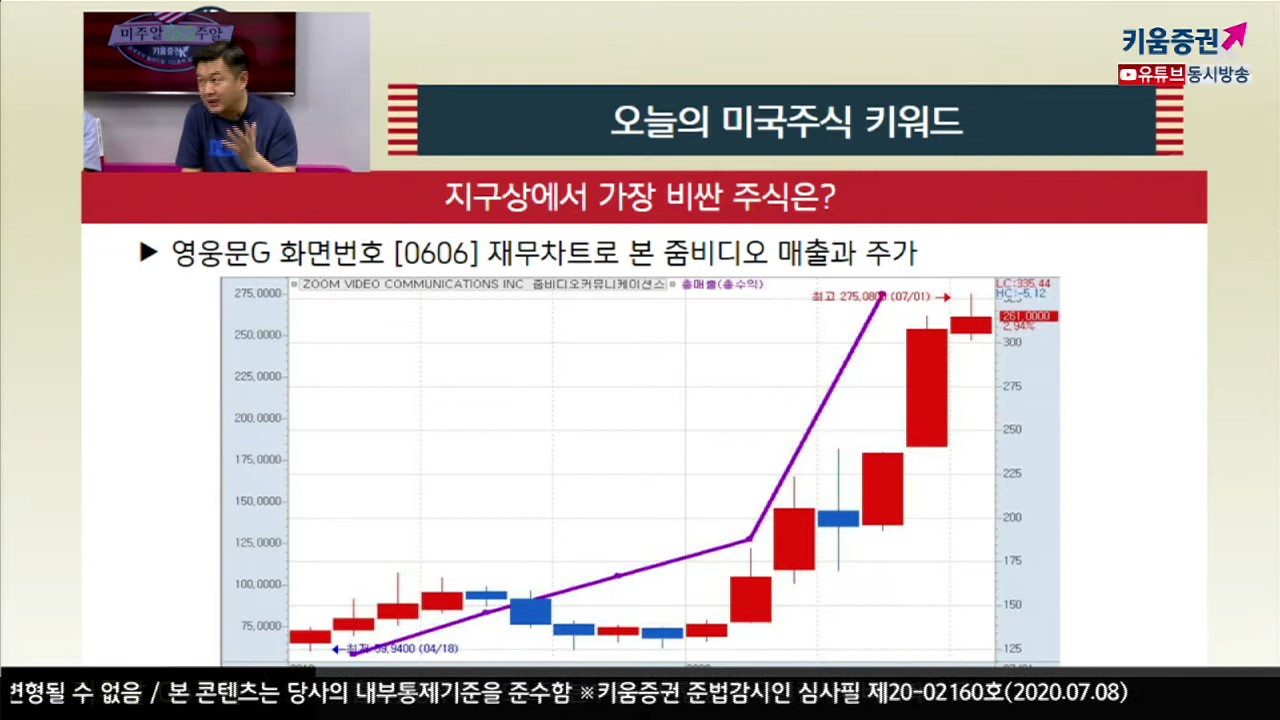 미주알 주알
키움증권
키움증권
유튜브 동시방송
오늘의 미국주식 키워드
지구상에서 가장 비싼 주식은?
▶ 영웅문G 화면번호 [0606] 재무차트로 본 줌비디오 매출과 주가
ZOOM VIDEO COMMUNICATIONS INC 줌비디오커뮤니케이션스 총매출(총수익)
275,0000
250,0000
225,0000
200,0000
175,0000
150,0000
125,0000
100,0000
75,0000
최고 275,0800 (07/01)
최저 59,9400 (04/18)
LC:335.44
HC:-5.12
261,0000
2.94%
300
275
250
225
200
175
150
125
변형될 수 없음 / 본 콘텐츠는 당사의 내부통제기준을 준수함 ※키움증권 준법감시인 심사필 제20-02160호(2020.07.08)